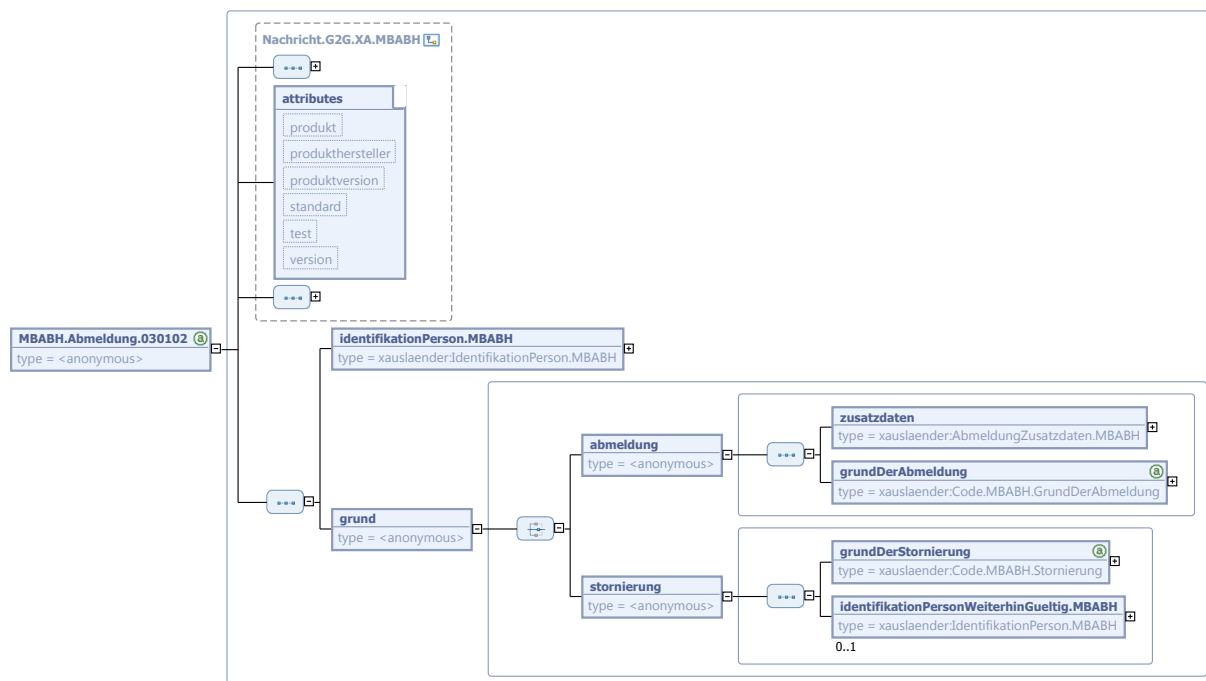 Nachricht.G2G.XA.MBABH
attributes
produkt
produkthersteller
produktversion
standard
test
version
MBABH.Abmeldung.030102 a
type = <anonymous>
identifikationPerson.MBABH
type = xauslaender:IdentifikationPerson.MBABH
grund
type = <anonymous>
abmeldung
type = <anonymous>
zusatzdaten
type = xauslaender:AbmeldungZusatzdaten.MBABH
grundDerAbmeldung a
type = xauslaender:Code.MBABH.GrundDerAbmeldung
stornierung
type = <anonymous>
grundDerStornierung a
type = xauslaender:Code.MBABH.Stornierung
identifikationPersonWeiterhinGueltig.MBABH
type = xauslaender:IdentifikationPerson.MBABH
0..1